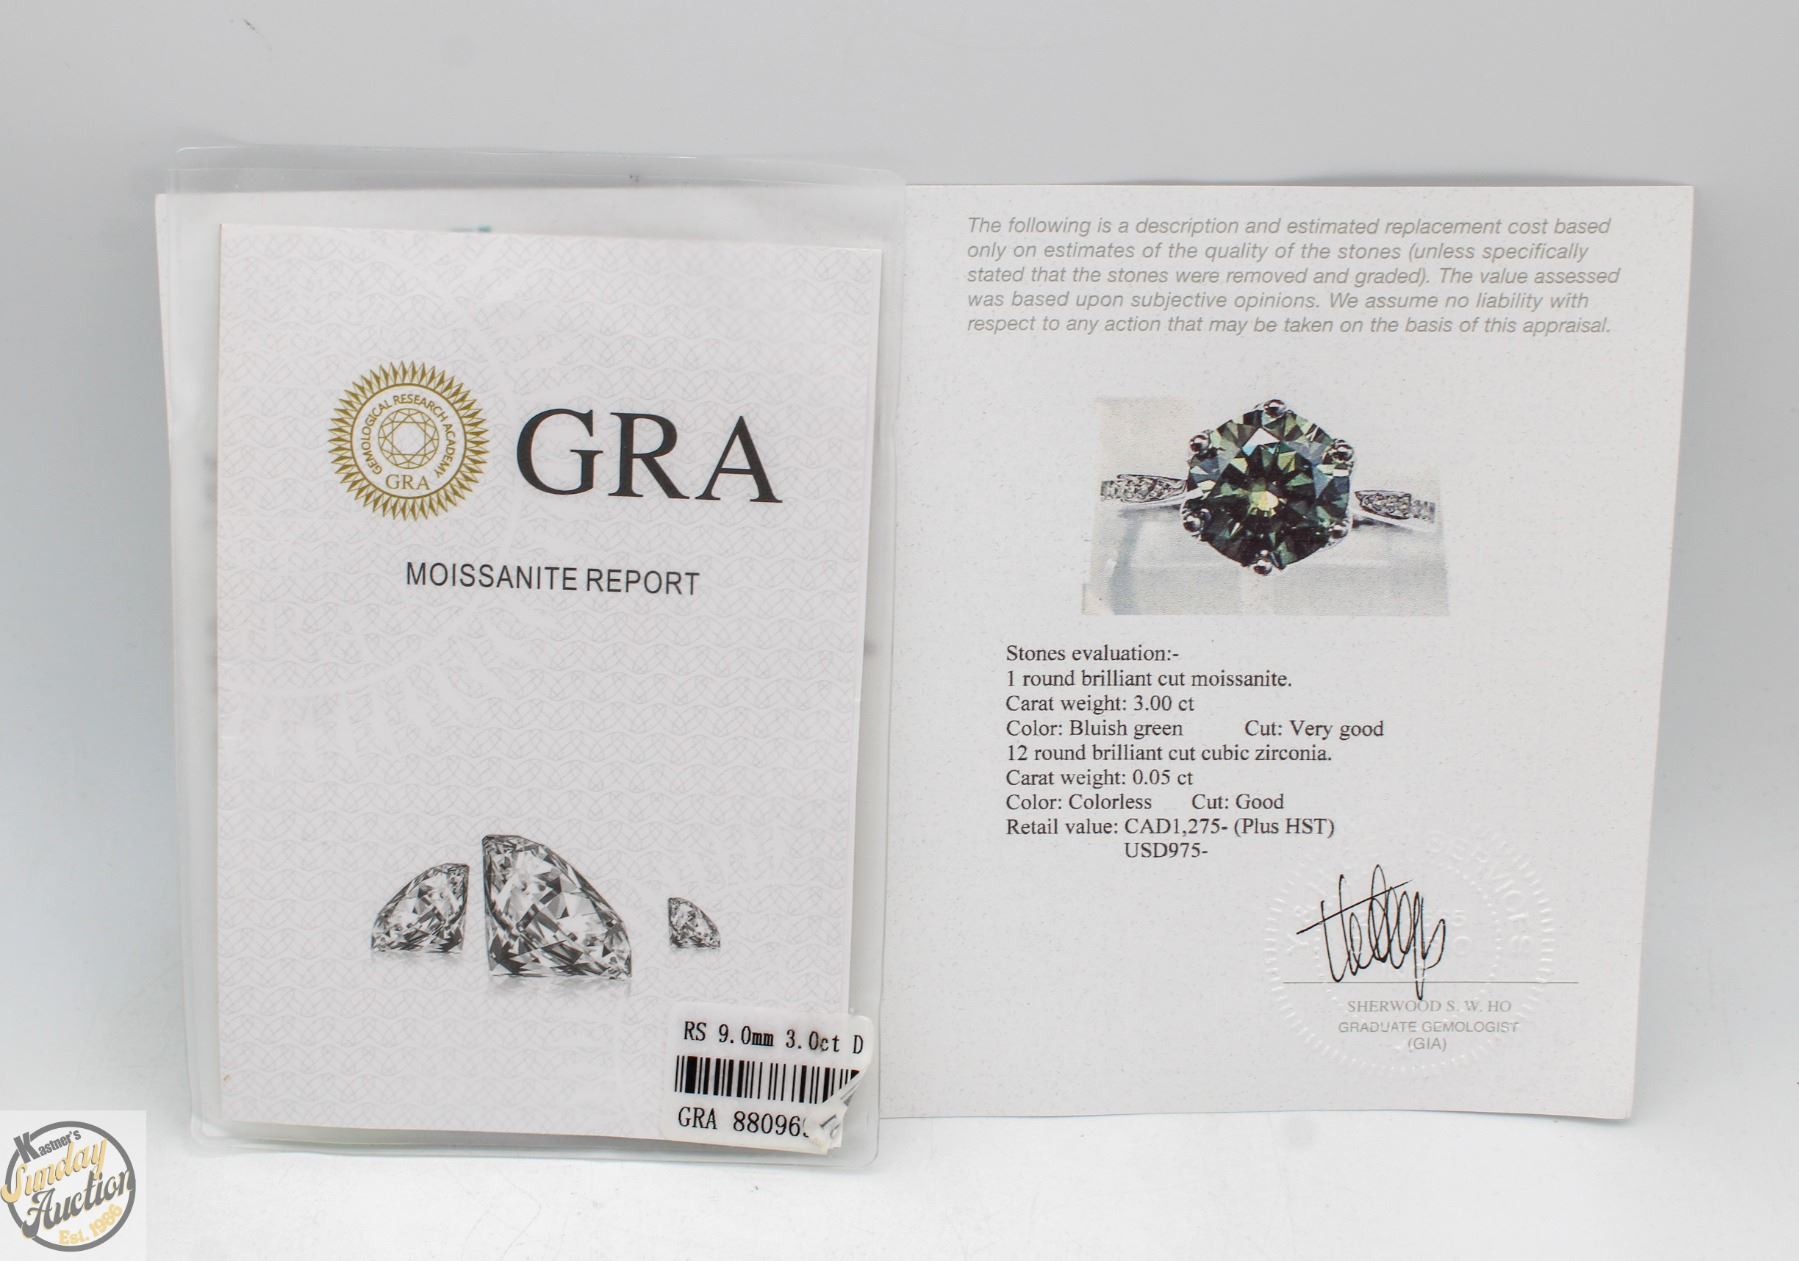 GEMOLOGICAL RESEARCH ACADEMY
GRA
GRA
MOISSANITE REPORT
RS 9.0mm 3.0ct D
GRA 88096
The following is a description and estimated replacement cost based
only on estimates of the quality of the stones (unless specifically
stated that the stones were removed and graded). The value assessed
was based upon subjective opinions. We assume no liability with
respect to any action that may be taken on the basis of this appraisal.
Stones evaluation:-
1 round brilliant cut moissanite.
Carat weight: 3.00 ct
Color: Bluish green Cut: Very good
12 round brilliant cut cubic zirconia.
Carat weight: 0.05 ct
Color: Colorless Cut: Good
Retail value: CAD1,275- (Plus HST)
USD975-
SERVICES
SHERWOOD S. W. HO
GRADUATE GEMOLOGIST
(GIA)
Kastner's
Sunday
Auction
Est. 1986